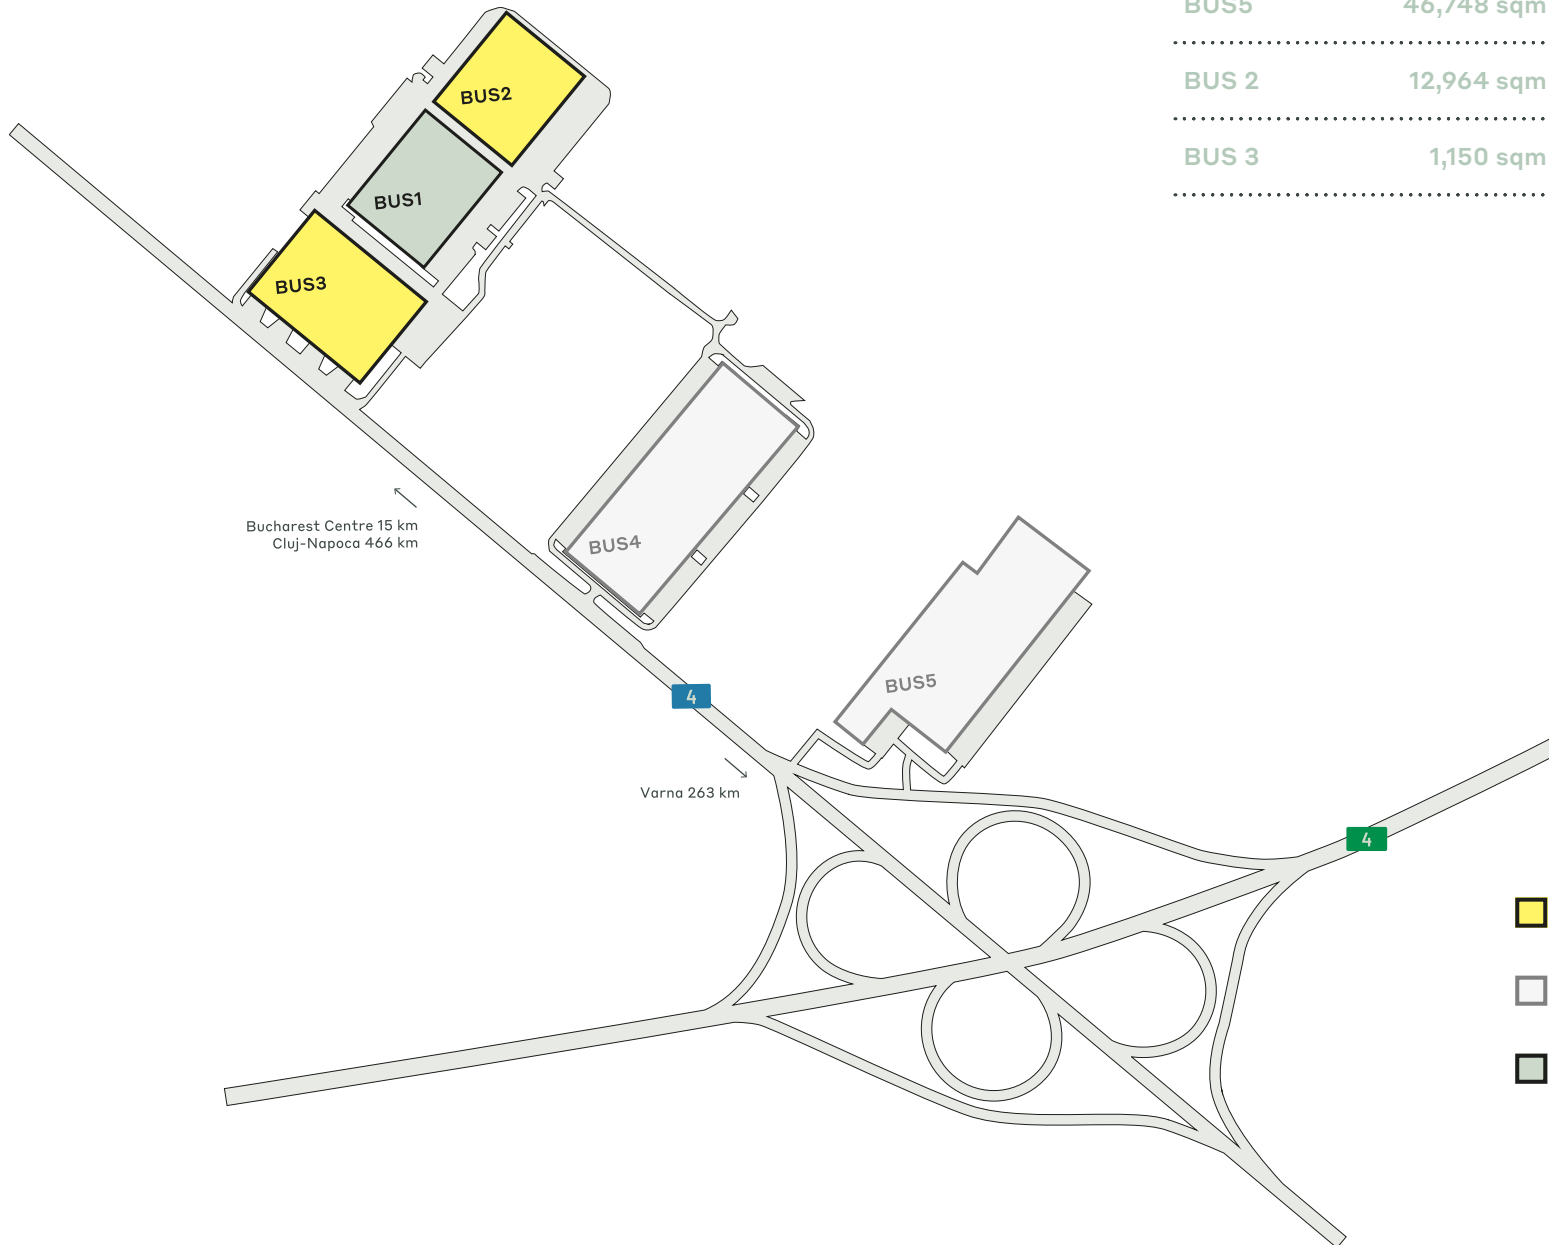 BUS5 46,748 sqm
BUS 2 12,964 sqm
BUS 3 1,150 sqm
BUS2
BUS1
BUS3
Bucharest Centre 15 km
Cluj-Napoca 466 km
BUS4
BUS5
4
Varna 263 km
4